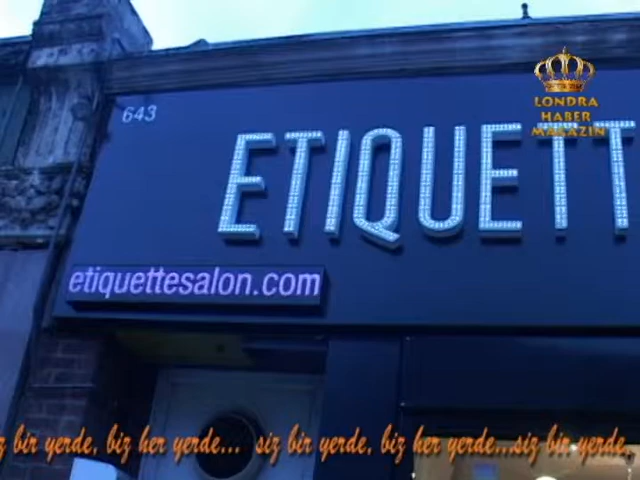 643
LONDRA
HABER
MAGAZIN
ETIQUETT
etiquettesalon.com
bir yerde, biz her yerde... siz bir yerde, biz her yerde...siz bir yerde,